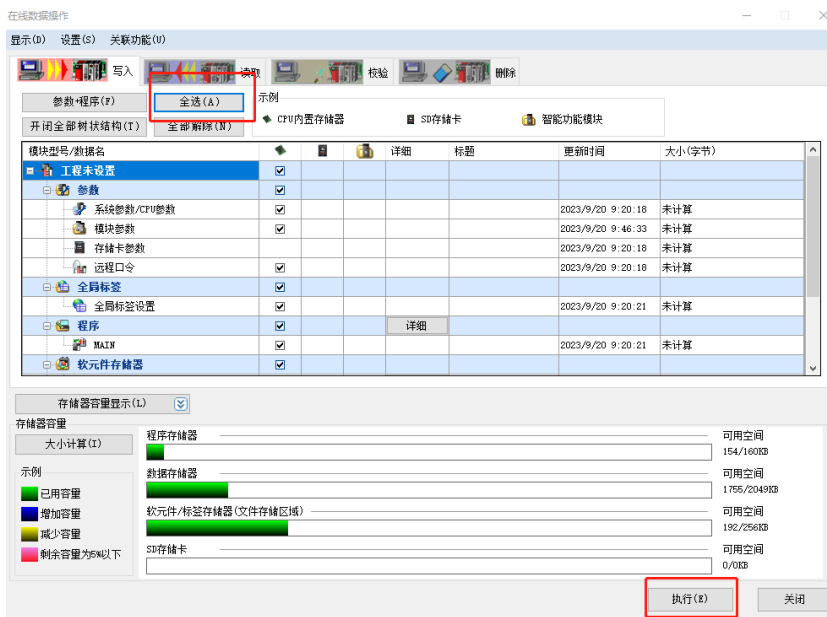 在线数据操作
显示(D) 设置(S) 关联功能(U)
写入 读取 校验 删除
参数+程序(F) 全选(A) 示例
开闭全部树状结构(T) 全部解除(N) CPU内置存储器 SD存储卡 智能功能模块
模块型号/数据名 详细 标题 更新时间 大小(字节)
工程未设置
参数
系统参数/CPU参数 2023/9/20 9:20:18 未计算
模块参数 2023/9/20 9:46:33 未计算
存储卡参数 2023/9/20 9:20:18 未计算
远程口令 2023/9/20 9:20:18 未计算
全局标签
全局标签设置 2023/9/20 9:20:21 未计算
程序 详细
MAIN 2023/9/20 9:20:21 未计算
软元件存储器
存储器容量显示(L)
存储器容量
大小计算(I)
程序存储器 可用空间
154/160KB
示例
已用容量
增加容量
减少容量
剩余容量为5%以下
数据存储器 可用空间
1755/2049KB
软元件/标签存储器(文件存储区域) 可用空间
192/256KB
SD存储卡 可用空间
0/0KB
执行(E) 关闭